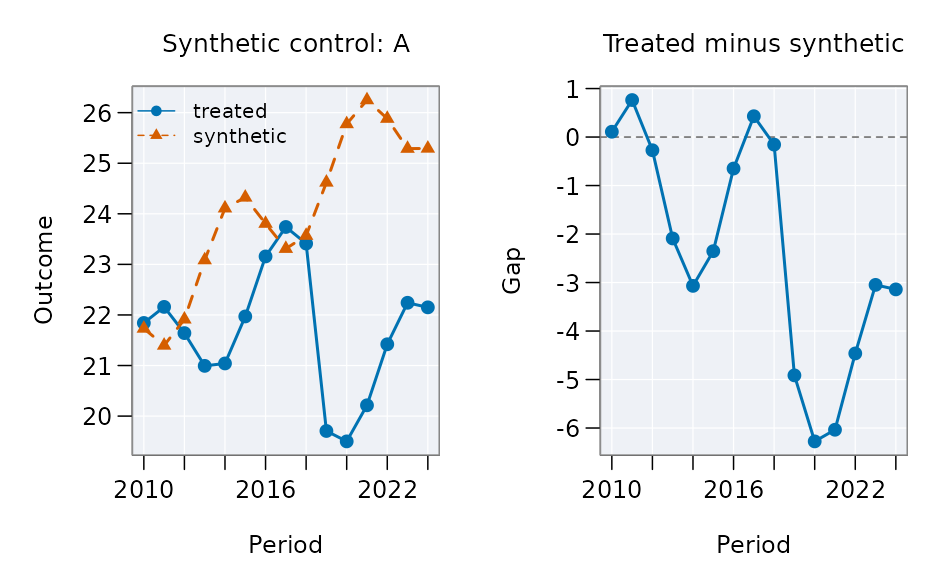 Synthetic control: A
treated
synthetic
Outcome
26
25
24
23
22
21
20
2010 2016 2022
Period
Treated minus synthetic
Gap
1
0
-1
-2
-3
-4
-5
-6
2010 2016 2022
Period